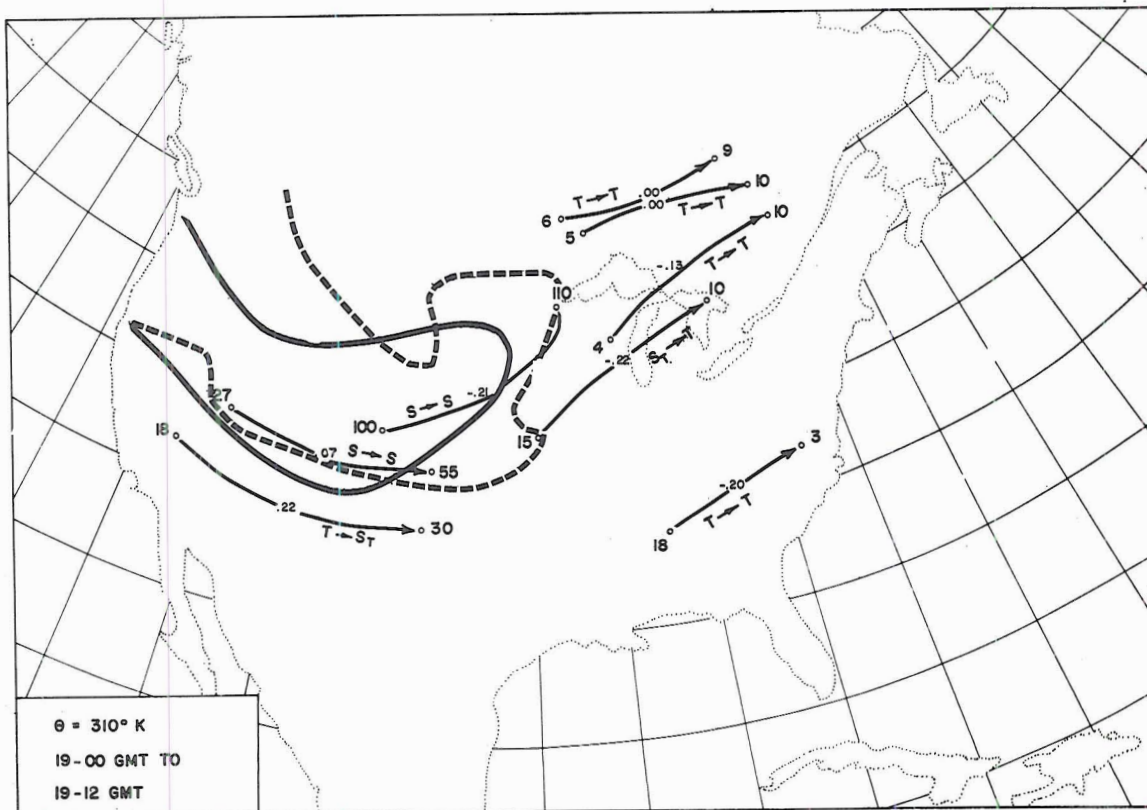 9
T→T
.00
10
.00
T→T
6
5
10
-.13
T→T
110
10
4
-.22
S_T→T
27
S→S
-.21
18
100
15
3
.07
S→S
55
-.20
T→T
.22
30
T→S_T
18
θ = 310° K
19-00 GMT TO
19-12 GMT